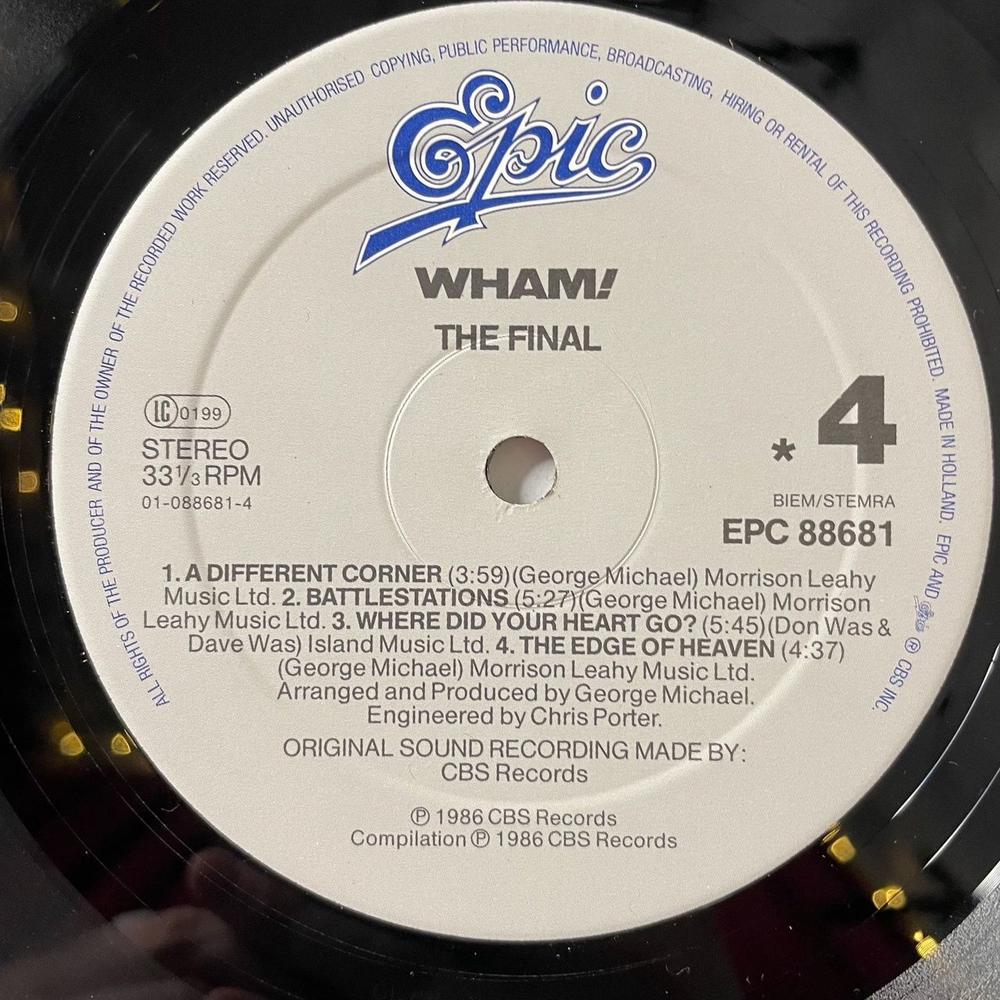 ALL RIGHTS OF THE PRODUCER AND OF THE OWNER OF THE RECORDED WORK RESERVED. UNAUTHORISED COPYING, PUBLIC PERFORMANCE, BROADCASTING, HIRING OR RENTAL OF THIS RECORDING PROHIBITED. MADE IN HOLLAND. EPIC AND Epic ® CBS INC.
Epic
WHAM!
THE FINAL
LC 0199
STEREO
33 1/3 RPM
01-088681-4
* 4
BIEM/STEMRA
EPC 88681
1. A DIFFERENT CORNER (3:59)(George Michael) Morrison Leahy
Music Ltd. 2. BATTLESTATIONS (5:27)(George Michael) Morrison
Leahy Music Ltd. 3. WHERE DID YOUR HEART GO? (5:45)(Don Was &
Dave Was) Island Music Ltd. 4. THE EDGE OF HEAVEN (4:37)
(George Michael) Morrison Leahy Music Ltd.
Arranged and Produced by George Michael.
Engineered by Chris Porter.
ORIGINAL SOUND RECORDING MADE BY:
CBS Records
℗ 1986 CBS Records
Compilation ℗ 1986 CBS Records